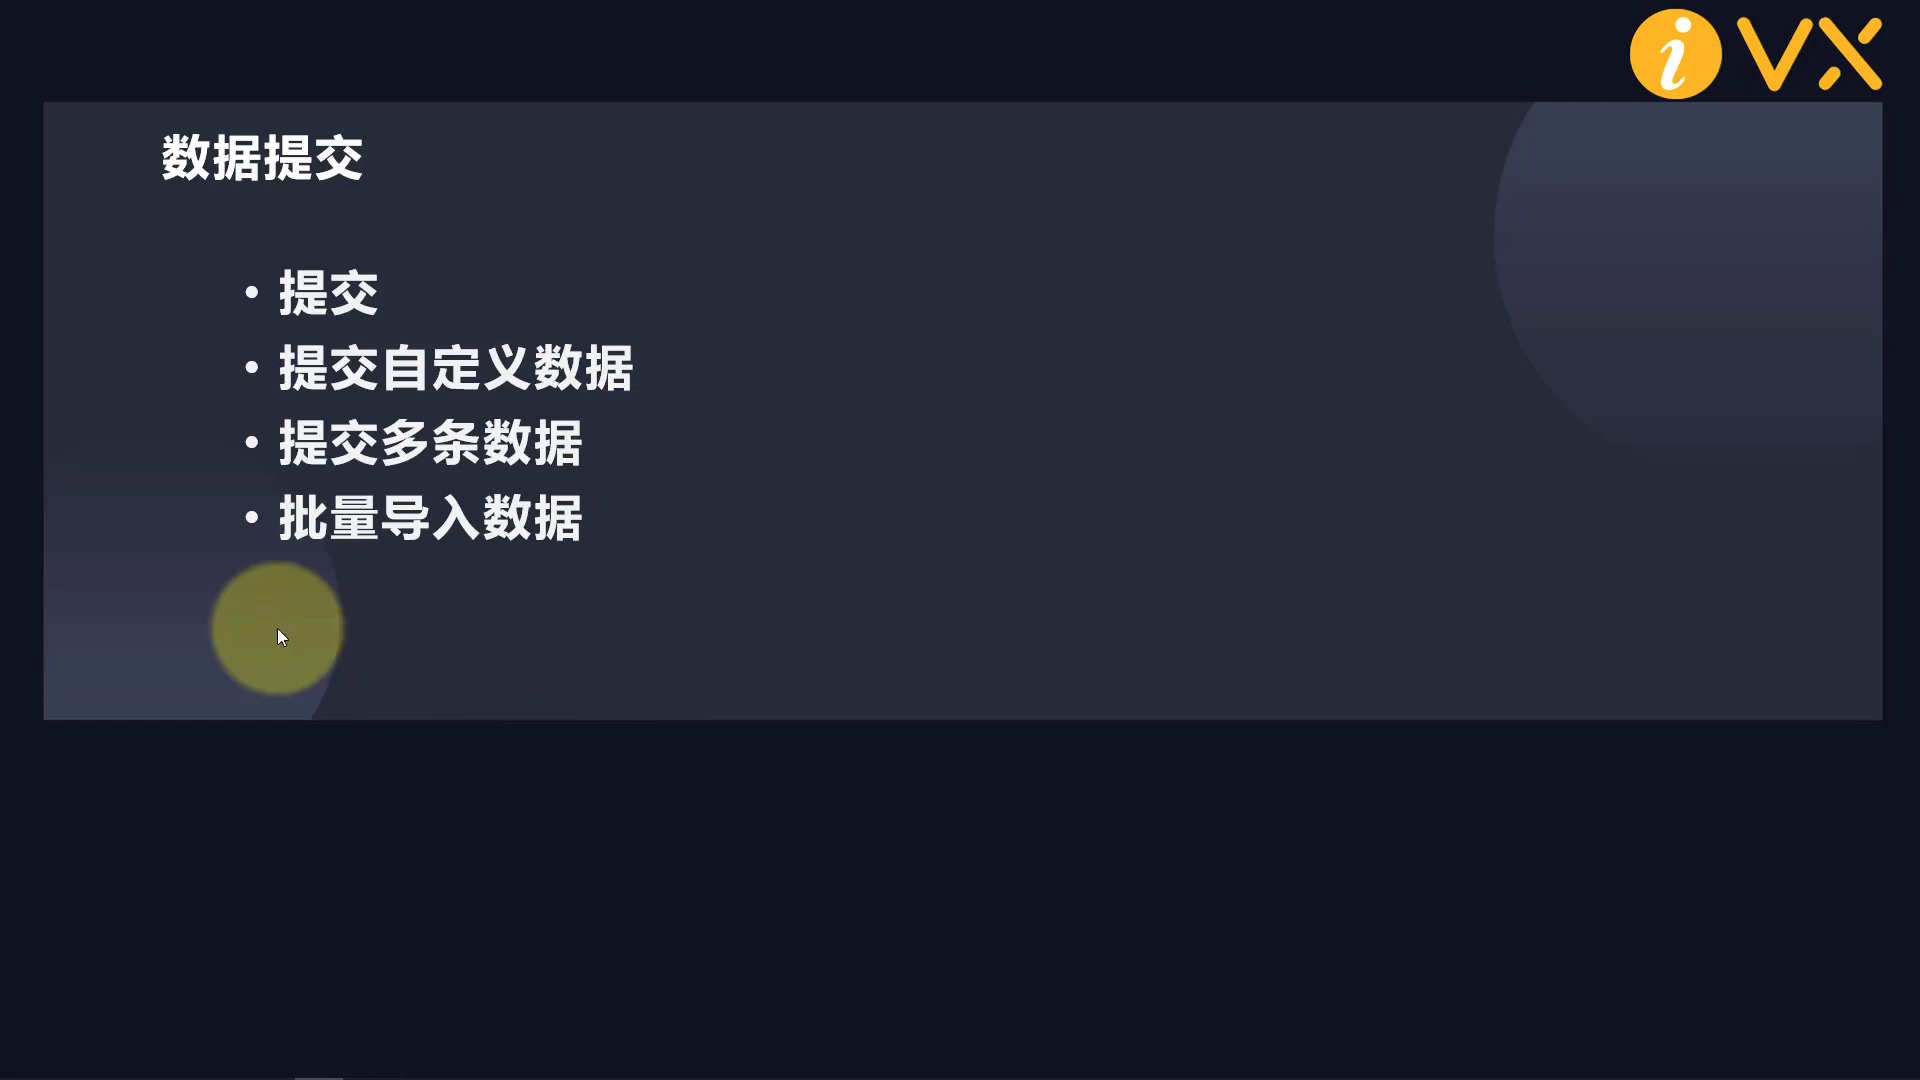 iVX
数据提交
• 提交
• 提交自定义数据
• 提交多条数据
• 批量导入数据